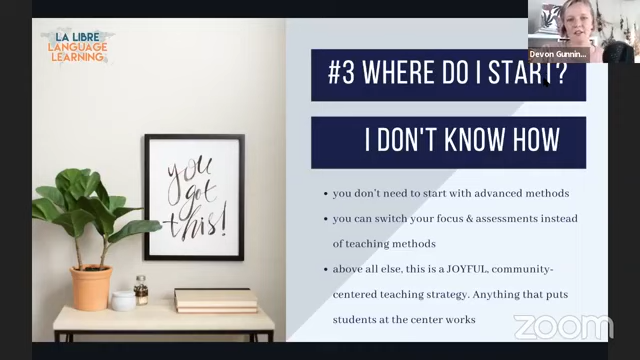 LA LIBRE
LANGUAGE
LEARNING
Devon Gunnin...
#3 WHERE DO I START?
I DON'T KNOW HOW
you got
this!
• you don't need to start with advanced methods
• you can switch your focus & assessments instead
of teaching methods
• above all else, this is a JOYFUL, community-
centered teaching strategy. Anything that puts
students at the center works
zoom